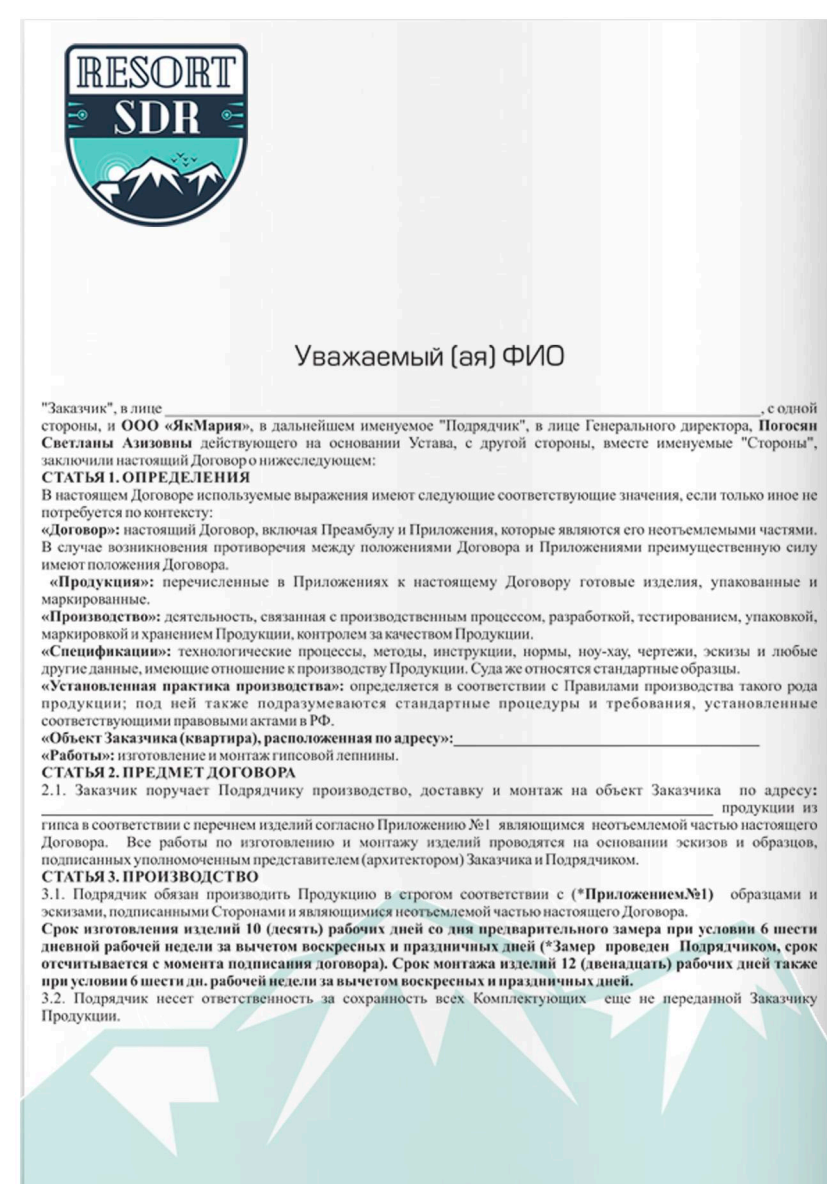 RESORT
SDR
Уважаемый (ая) ФИО
"Заказчик", в лице ________________, с одной
стороны, и ООО «ЯкМария», в дальнейшем именуемое "Подрядчик", в лице Генерального директора, Погосян
Светланы Азизовны действующего на основании Устава, с другой стороны, вместе именуемые "Стороны",
заключили настоящий Договор о нижеследующем:
СТАТЬЯ 1. ОПРЕДЕЛЕНИЯ
В настоящем Договоре используемые выражения имеют следующие соответствующие значения, если только иное не
потребуется по контексту:
«Договор»: настоящий Договор, включая Преамбулу и Приложения, которые являются его неотъемлемыми частями.
В случае возникновения противоречия между положениями Договора и Приложениями преимущественную силу
имеют положения Договора.
«Продукция»: перечисленные в Приложениях к настоящему Договору готовые изделия, упакованные и
маркированные.
«Производство»: деятельность, связанная с производственным процессом, разработкой, тестированием, упаковкой,
маркировкой и хранением Продукции, контролем за качеством Продукции.
«Спецификации»: технологические процессы, методы, инструкции, нормы, ноу-хау, чертежи, эскизы и любые
другие данные, имеющие отношение к производству Продукции. Суда же относятся стандартные образцы.
«Установленная практика производства»: определяется в соответствии с Правилами производства такого рода
продукции; под ней также подразумеваются стандартные процедуры и требования, установленные
соответствующими правовыми актами в РФ.
«Объект Заказчика (квартира), расположенная по адресу»:________________
«Работы»: изготовление и монтаж гипсовой лепнины.
СТАТЬЯ 2. ПРЕДМЕТ ДОГОВОРА
2.1. Заказчик поручает Подрядчику производство, доставку и монтаж на объект Заказчика по адресу:
________________ продукции из
гипса в соответствии с перечнем изделий согласно Приложению №1 являющимся неотъемлемой частью настоящего
Договора. Все работы по изготовлению и монтажу изделий проводятся на основании эскизов и образцов,
подписанных уполномоченным представителем (архитектором) Заказчика и Подрядчиком.
СТАТЬЯ 3. ПРОИЗВОДСТВО
3.1. Подрядчик обязан производить Продукцию в строгом соответствии с (*Приложением№1) образцами и
эскизами, подписанными Сторонами и являющимися неотъемлемой частью настоящего Договора.
Срок изготовления изделий 10 (десять) рабочих дней со дня предварительного замера при условии 6 шести
дневной рабочей недели за вычетом воскресных и праздничных дней (*Замер проведен Подрядчиком, срок
отсчитывается с момента подписания договора). Срок монтажа изделий 12 (двенадцать) рабочих дней также
при условии 6 шести дн. рабочей недели за вычетом воскресных и праздничных дней.
3.2. Подрядчик несет ответственность за сохранность всех Комплектующих еще не переданной Заказчику
Продукции.